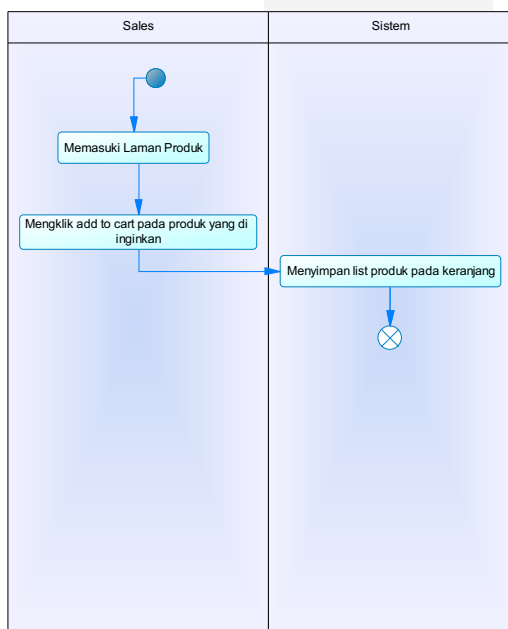 Sales
Sistem
Memasuki Laman Produk
Mengklik add to cart pada produk yang di
inginkan
Menyimpan list produk pada keranjang